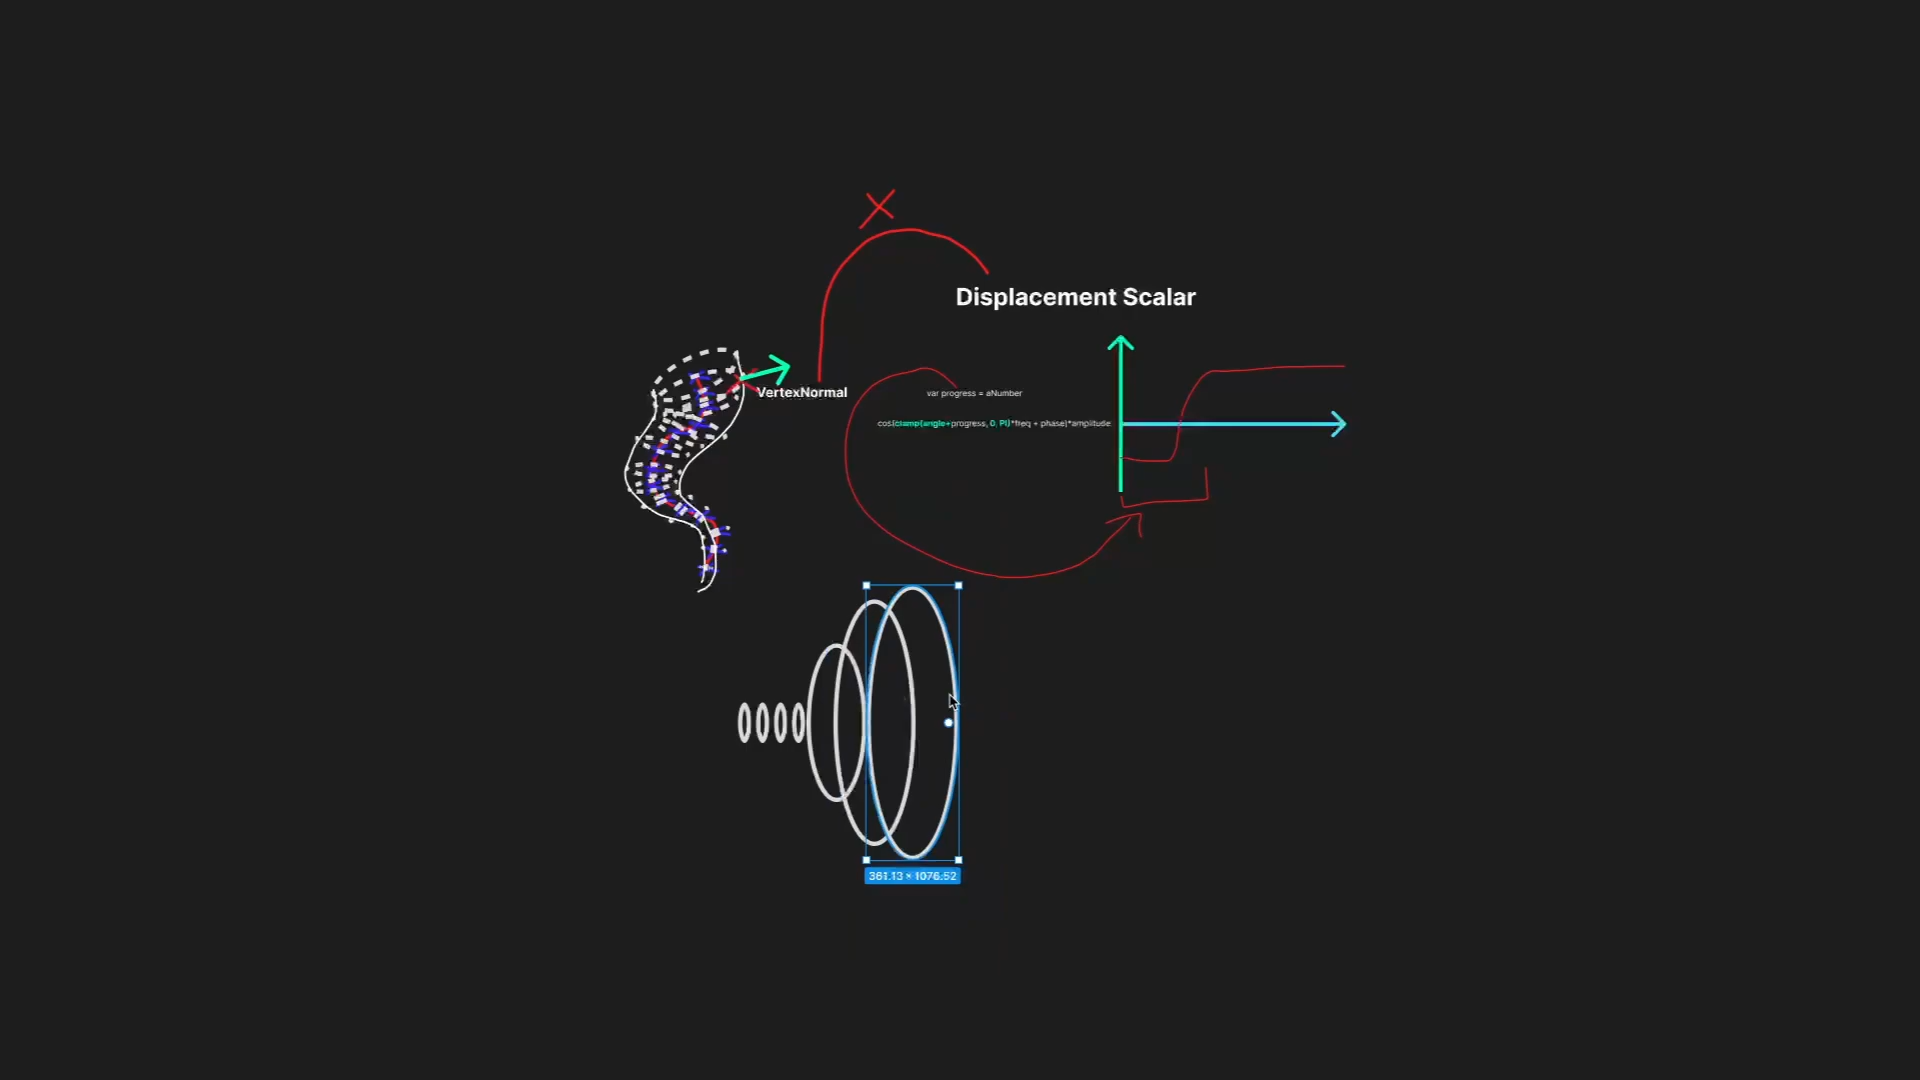 Displacement Scalar
VertexNormal
var progress = aNumber
cos(clamp(angle+progress, 0, PI)*freq + phase)*amplitude
361.13 × 1076.52